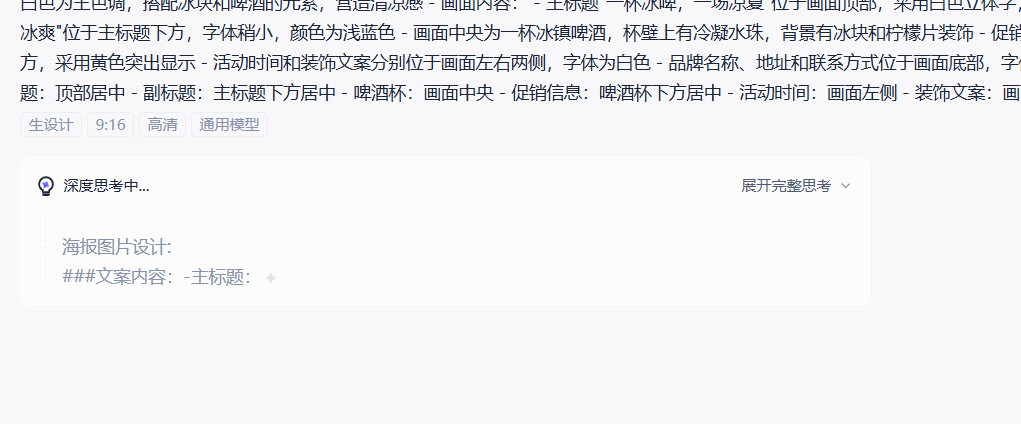 白色为主色调，搭配冰块和啤酒的元素，营造清凉感 - 画面内容： - 主标题"一杯冰啤，一场凉夏"位于画面顶部，采用白色立体字，
冰爽"位于主标题下方，字体稍小，颜色为浅蓝色 - 画面中央为一杯冰镇啤酒，杯壁上有冷凝水珠，背景有冰块和柠檬片装饰 - 促销
方，采用黄色突出显示 - 活动时间和装饰文案分别位于画面左右两侧，字体为白色 - 品牌名称、地址和联系方式位于画面底部，字
题：顶部居中 - 副标题：主标题下方居中 - 啤酒杯：画面中央 - 促销信息：啤酒杯下方居中 - 活动时间：画面左侧 - 装饰文案：画
生设计 9:16 高清 通用模型
深度思考中... 展开完整思考
海报图片设计:
###文案内容：-主标题：